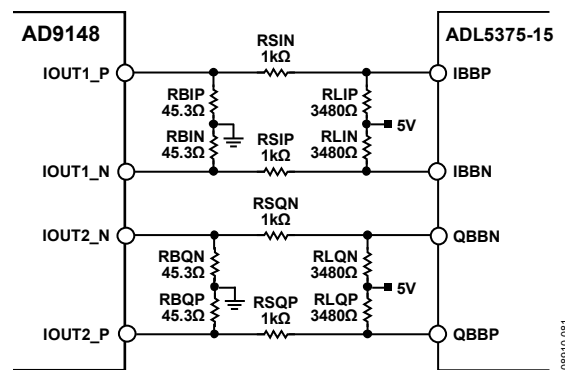 AD9148
ADL5375-15
RSIN
1kΩ
IOUT1_P
IBBP
RBIP
45.3Ω
RLIP
3480Ω
5V
RBIN
45.3Ω
RSIP
1kΩ
RLIN
3480Ω
IOUT1_N
IBBN
RSQN
1kΩ
IOUT2_N
QBBN
RBQN
45.3Ω
RLQN
3480Ω
5V
RBQP
45.3Ω
RSQP
1kΩ
RLQP
3480Ω
IOUT2_P
QBBP
08910-081